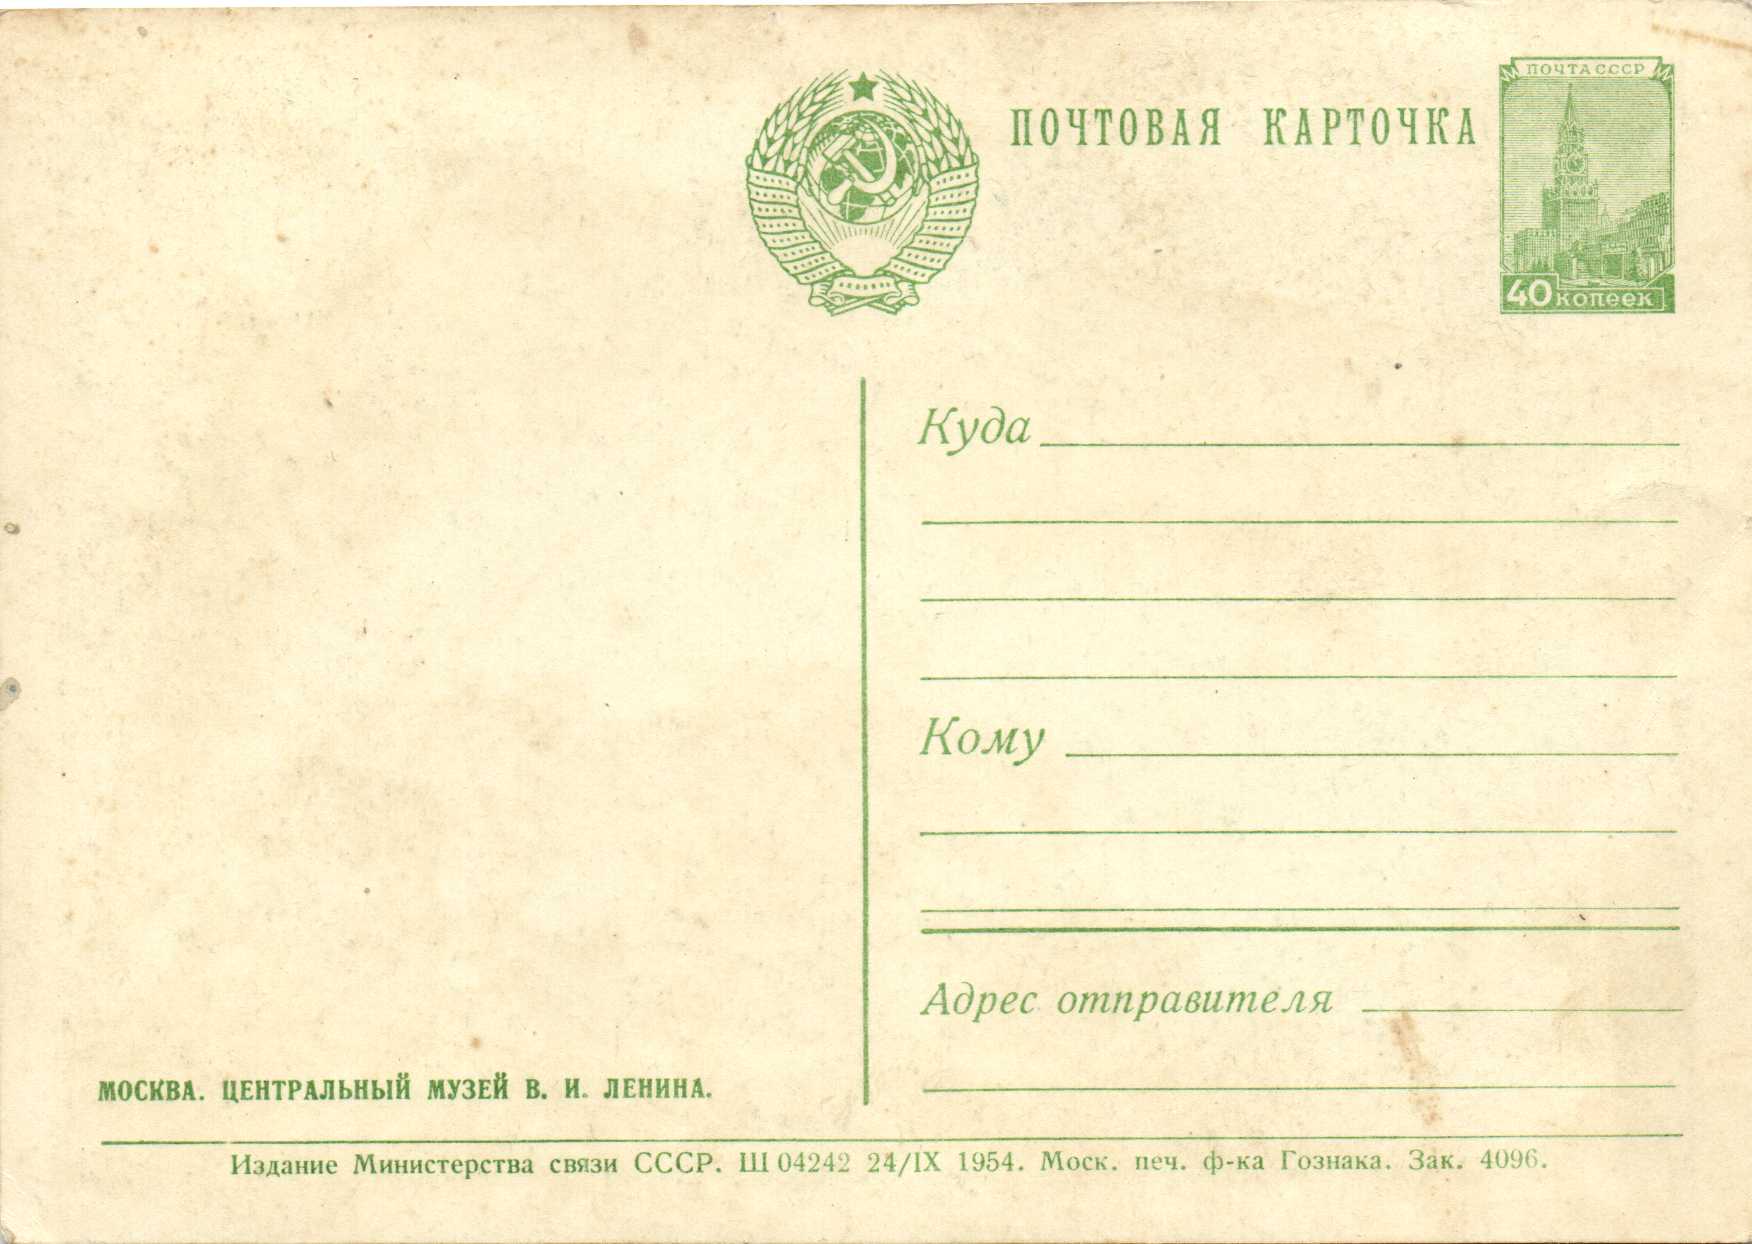 ПОЧТА СССР
ПОЧТОВАЯ КАРТОЧКА
40 копеек
Куда
Кому
Адрес отправителя
МОСКВА. ЦЕНТРАЛЬНЫЙ МУЗЕЙ В. И. ЛЕНИНА.
Издание Министерства связи СССР. Ш 04242 24/IX 1954. Моск. печ. ф-ка Гознака. Зак. 4096.